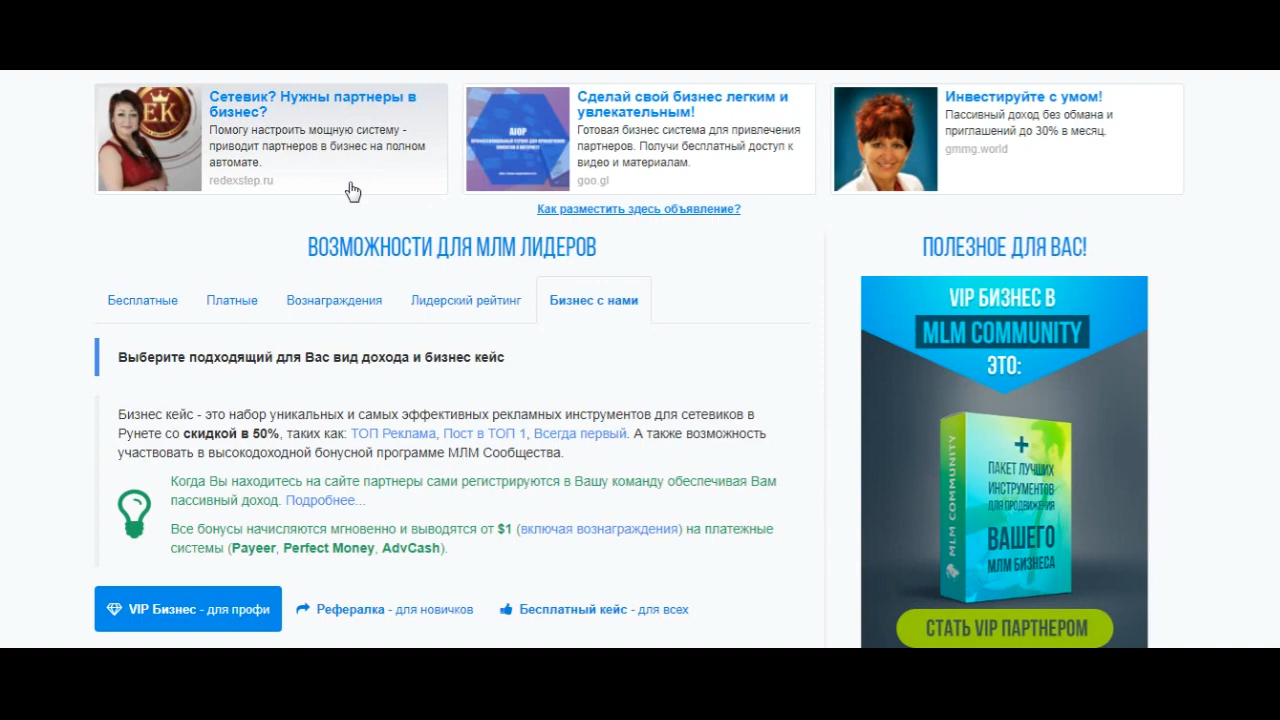 EK
Сетевик? Нужны партнеры в
бизнес?
Помогу настроить мощную систему -
приводит партнеров в бизнес на полном
автомате.
redexstep.ru
AIOP
Сделай свой бизнес легким и
увлекательным!
Готовая бизнес система для привлечения
партнеров. Получи бесплатный доступ к
видео и материалам.
goo.gl
Инвестируйте с умом!
Пассивный доход без обмана и
приглашений до 30% в месяц.
gmmg.world
Как разместить здесь объявление?
ВОЗМОЖНОСТИ ДЛЯ МЛМ ЛИДЕРОВ
Бесплатные
Платные
Вознаграждения
Лидерский рейтинг
Бизнес с нами
Выберите подходящий для Вас вид дохода и бизнес кейс
Бизнес кейс - это набор уникальных и самых эффективных рекламных инструментов для сетевиков в
Рунете со скидкой в 50%, таких как: ТОП Реклама, Пост в ТОП 1, Всегда первый. А также возможность
участвовать в высокодоходной бонусной программе МЛМ Сообщества.
Когда Вы находитесь на сайте партнеры сами регистрируются в Вашу команду обеспечивая Вам
пассивный доход. Подробнее...
Все бонусы начисляются мгновенно и выводятся от $1 (включая вознаграждения) на платежные
системы (Payeer, Perfect Money, AdvCash).
VIP Бизнес - для профи
Рефералка - для новичков
Бесплатный кейс - для всех
ПОЛЕЗНОЕ ДЛЯ ВАС!
VIP БИЗНЕС В
MLM COMMUNITY
ЭТО:
MLM COMMUNITY
+
ПАКЕТ ЛУЧШИХ
ИНСТРУМЕНТОВ
ДЛЯ ПРОДВИЖЕНИЯ
ВАШЕГО
МЛМ БИЗНЕСА
СТАТЬ VIP ПАРТНЕРОМ